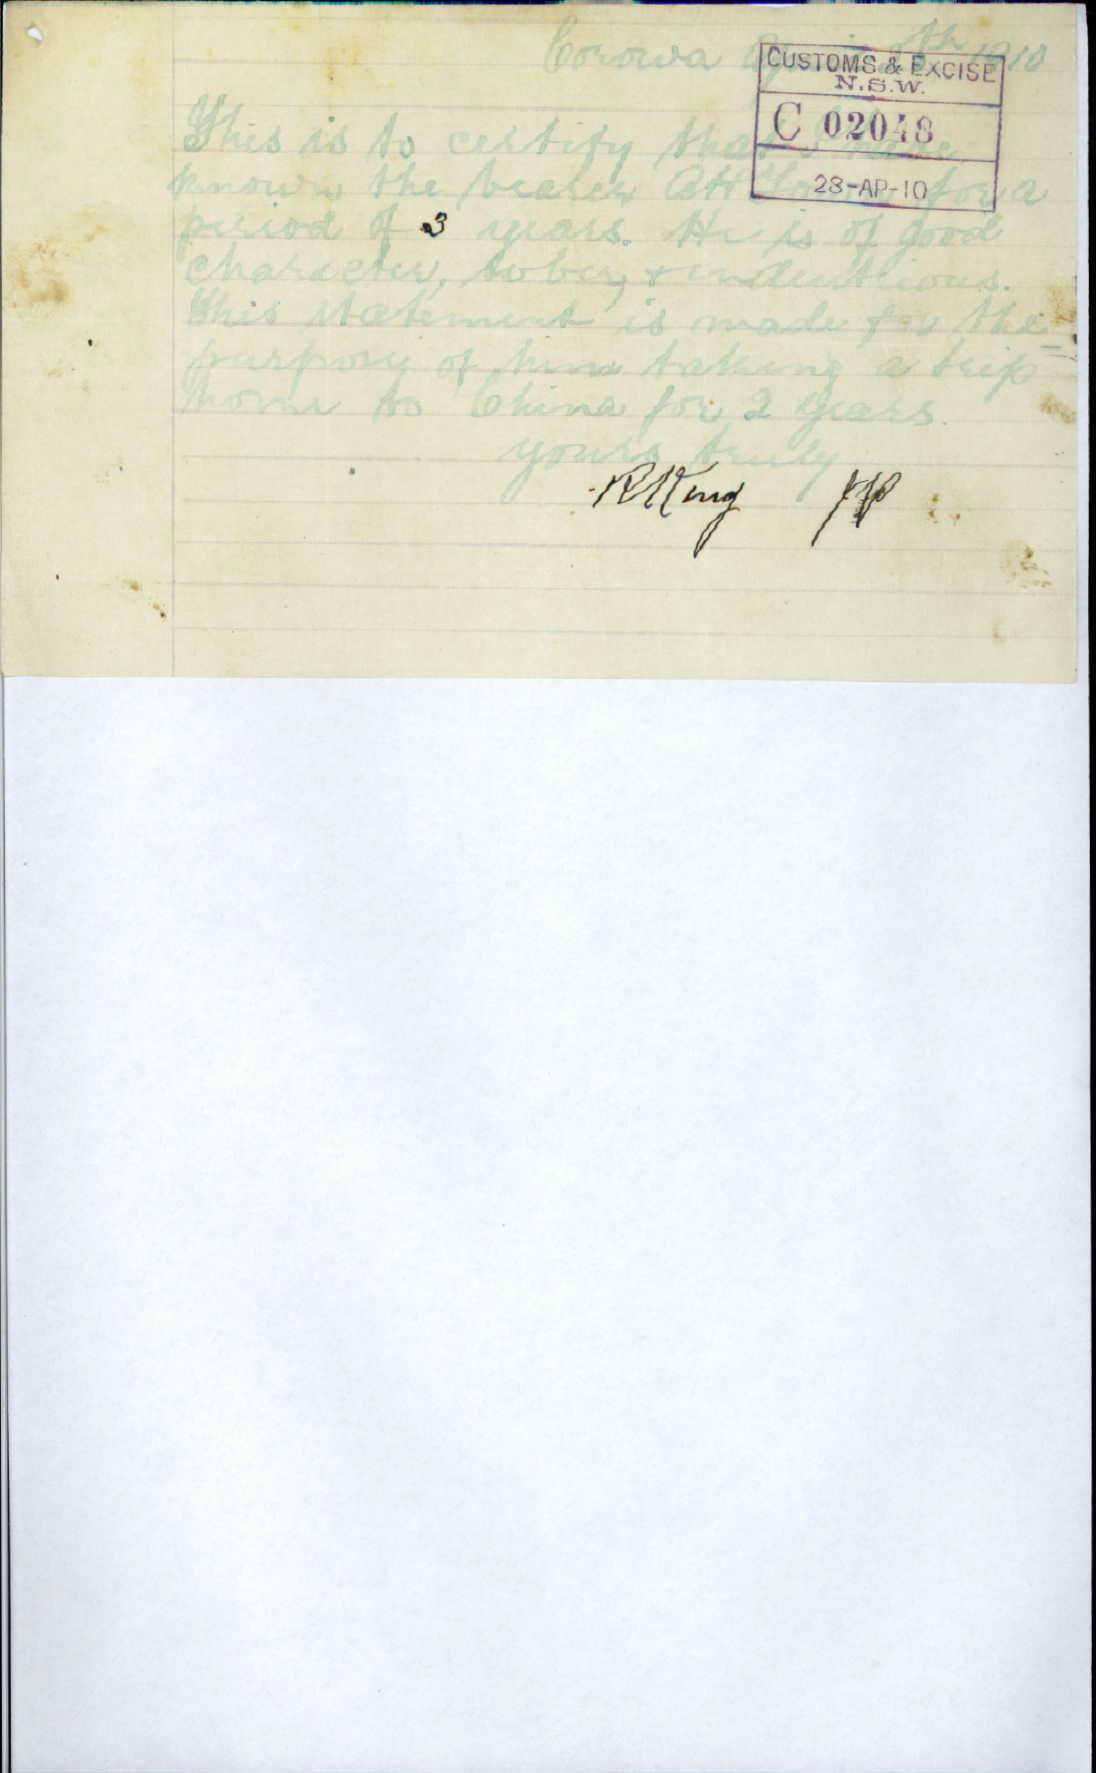 Corowa 1910
CUSTOMS & EXCISE
N.S.W.
C 02048
28-AP-10
This is to certify that I have
known the bearer for a
period of 3 years. He is of good
character, sober, & industrious.
This statement is made for the
purpose of him taking a trip
home to China for 2 years.
yours truly
R King JP